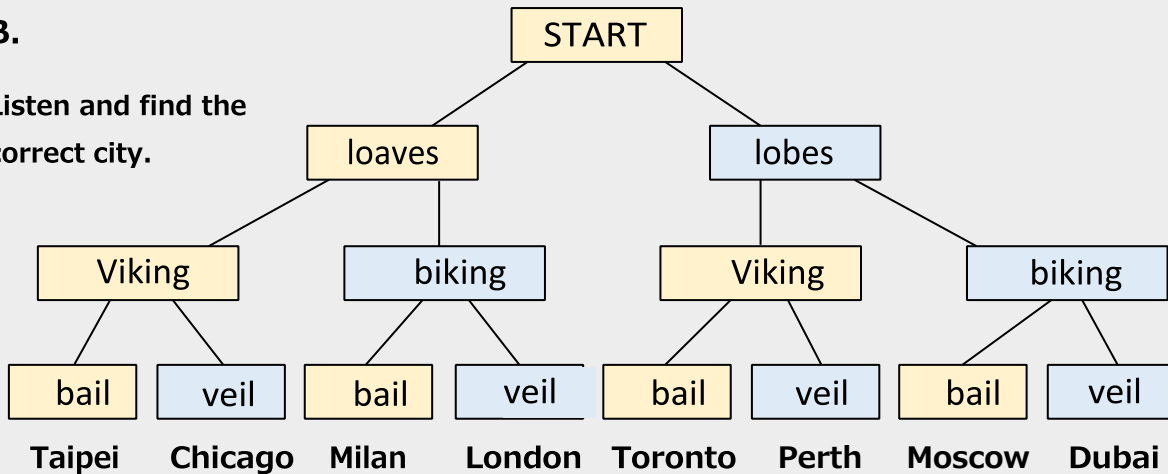 B.
START
Listen and find the
correct city.
loaves lobes
Viking biking Viking biking
bail veil bail veil bail veil bail veil
Taipei Chicago Milan London Toronto Perth Moscow Dubai